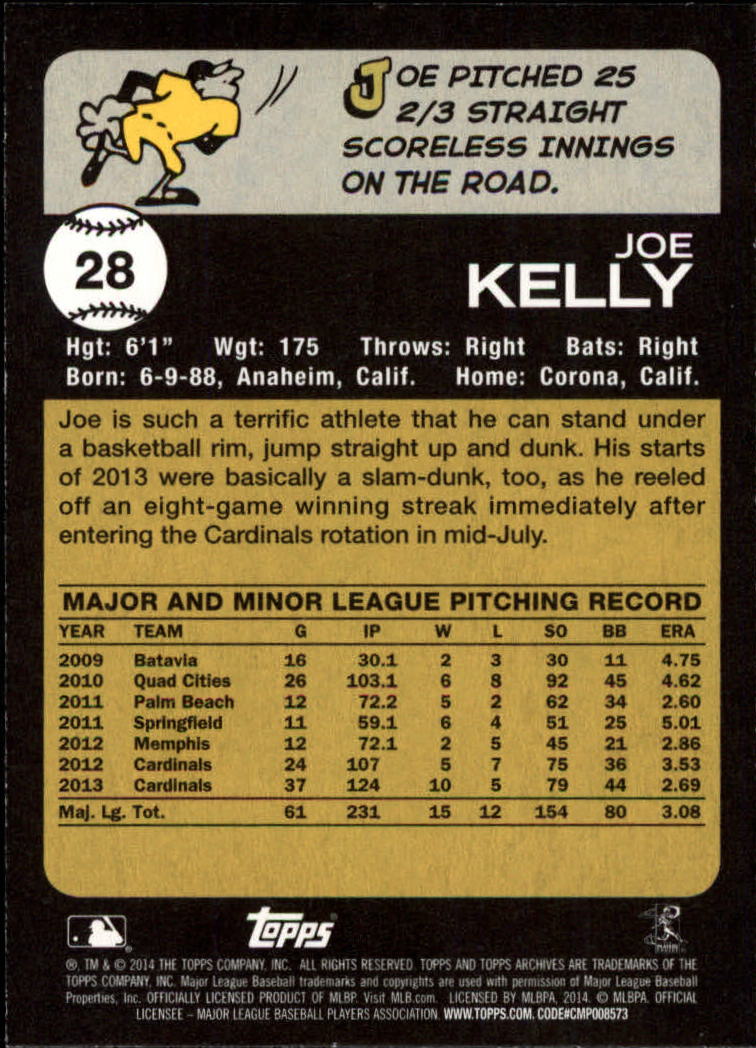 JOE PITCHED 25
2/3 STRAIGHT
SCORELESS INNINGS
ON THE ROAD.
28
JOE
KELLY
Hgt: 6'1" Wgt: 175 Throws: Right Bats: Right
Born: 6-9-88, Anaheim, Calif. Home: Corona, Calif.
Joe is such a terrific athlete that he can stand under
a basketball rim, jump straight up and dunk. His starts
of 2013 were basically a slam-dunk, too, as he reeled
off an eight-game winning streak immediately after
entering the Cardinals rotation in mid-July.
MAJOR AND MINOR LEAGUE PITCHING RECORD
YEAR TEAM G IP W L SO BB ERA
2009 Batavia 16 30.1 2 3 30 11 4.75
2010 Quad Cities 26 103.1 6 8 92 45 4.62
2011 Palm Beach 12 72.2 5 2 62 34 2.60
2011 Springfield 11 59.1 6 4 51 25 5.01
2012 Memphis 12 72.1 2 5 45 21 2.86
2012 Cardinals 24 107 5 7 75 36 3.53
2013 Cardinals 37 124 10 5 79 44 2.69
Maj. Lg. Tot. 61 231 15 12 154 80 3.08
Topps
®, TM & © 2014 THE TOPPS COMPANY, INC. ALL RIGHTS RESERVED. TOPPS AND TOPPS ARCHIVES ARE TRADEMARKS OF THE
TOPPS COMPANY, INC. Major League Baseball trademarks and copyrights are used with permission of Major League Baseball
Properties, Inc. OFFICIALLY LICENSED PRODUCT OF MLBP. Visit MLB.com. LICENSED BY MLBPA, 2014. © MLBPA. OFFICIAL
LICENSEE – MAJOR LEAGUE BASEBALL PLAYERS ASSOCIATION. WWW.TOPPS.COM. CODE#CMP008573